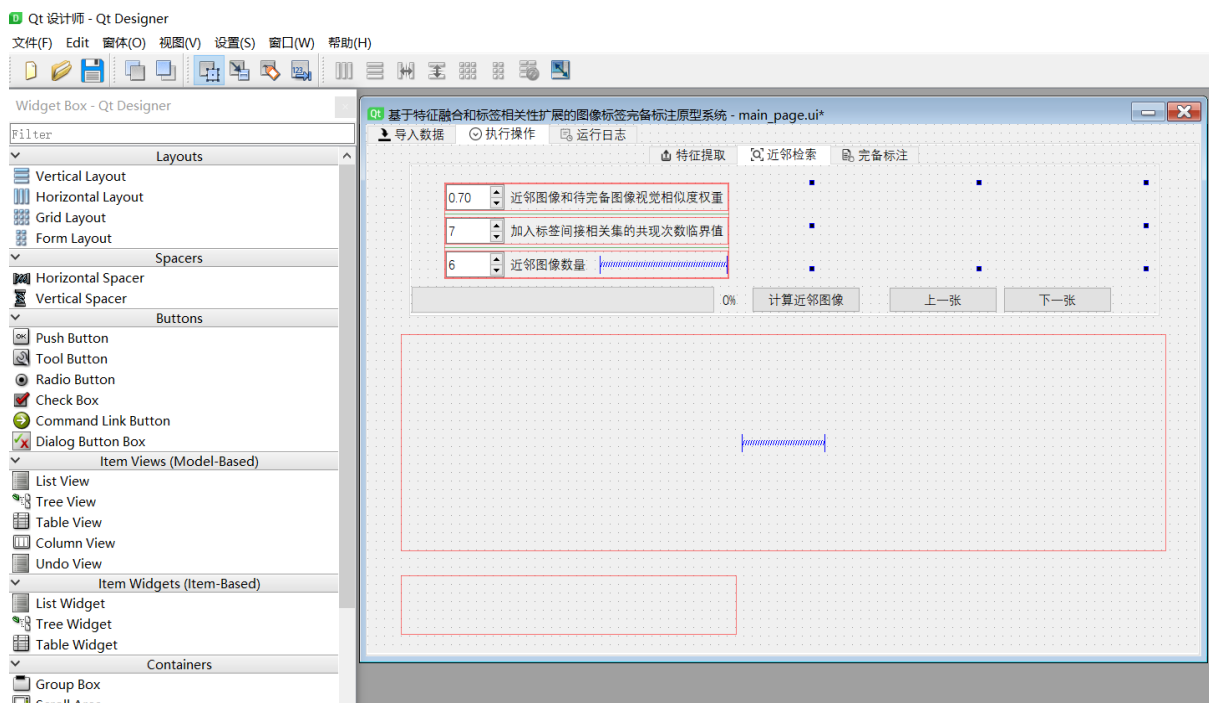 Qt 设计师 - Qt Designer
文件(F) Edit 窗体(O) 视图(V) 设置(S) 窗口(W) 帮助(H)
Widget Box - Qt Designer
Filter
Layouts
Vertical Layout
Horizontal Layout
Grid Layout
Form Layout
Spacers
Horizontal Spacer
Vertical Spacer
Buttons
Push Button
Tool Button
Radio Button
Check Box
Command Link Button
Dialog Button Box
Item Views (Model-Based)
List View
Tree View
Table View
Column View
Undo View
Item Widgets (Item-Based)
List Widget
Tree Widget
Table Widget
Containers
Group Box
Scroll Area
基于特征融合和标签相关性扩展的图像标签完备标注原型系统 - main_page.ui*
导入数据 执行操作 运行日志
特征提取 近邻检索 完备标注
0.70 近邻图像和待完备图像视觉相似度权重
7 加入标签间接相关集的共现次数临界值
6 近邻图像数量
0% 计算近邻图像 上一张 下一张